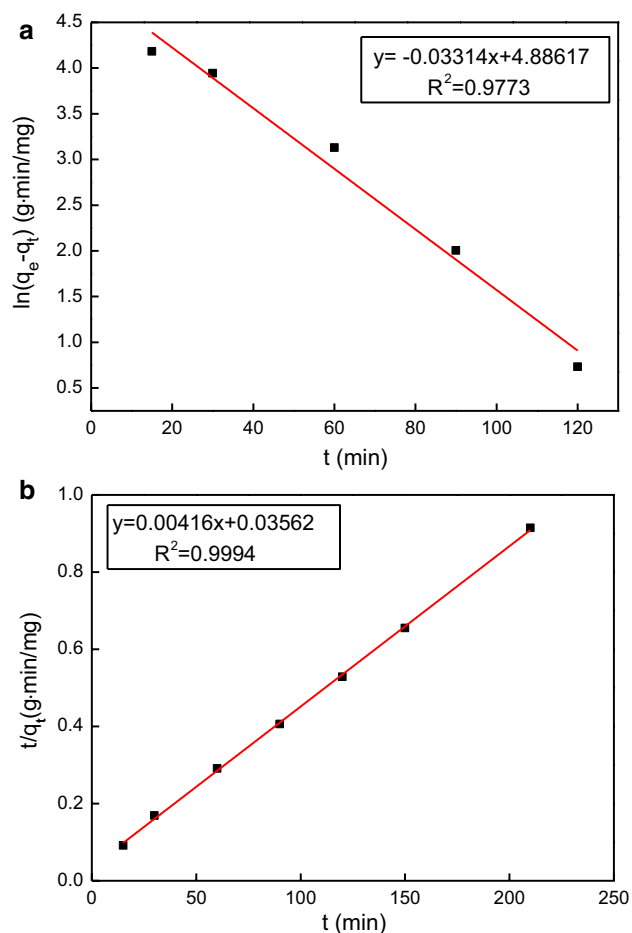 a
y= -0.03314x+4.88617
R²=0.9773
4.5
4.0
3.5
3.0
2.5
2.0
1.5
1.0
0.5
ln(qₑ-qₜ) (g·min/mg)
0 20 40 60 80 100 120
t (min)
b
y=0.00416x+0.03562
R²=0.9994
1.0
0.8
0.6
0.4
0.2
0.0
t/qₜ(g·min/mg)
0 50 100 150 200 250
t (min)